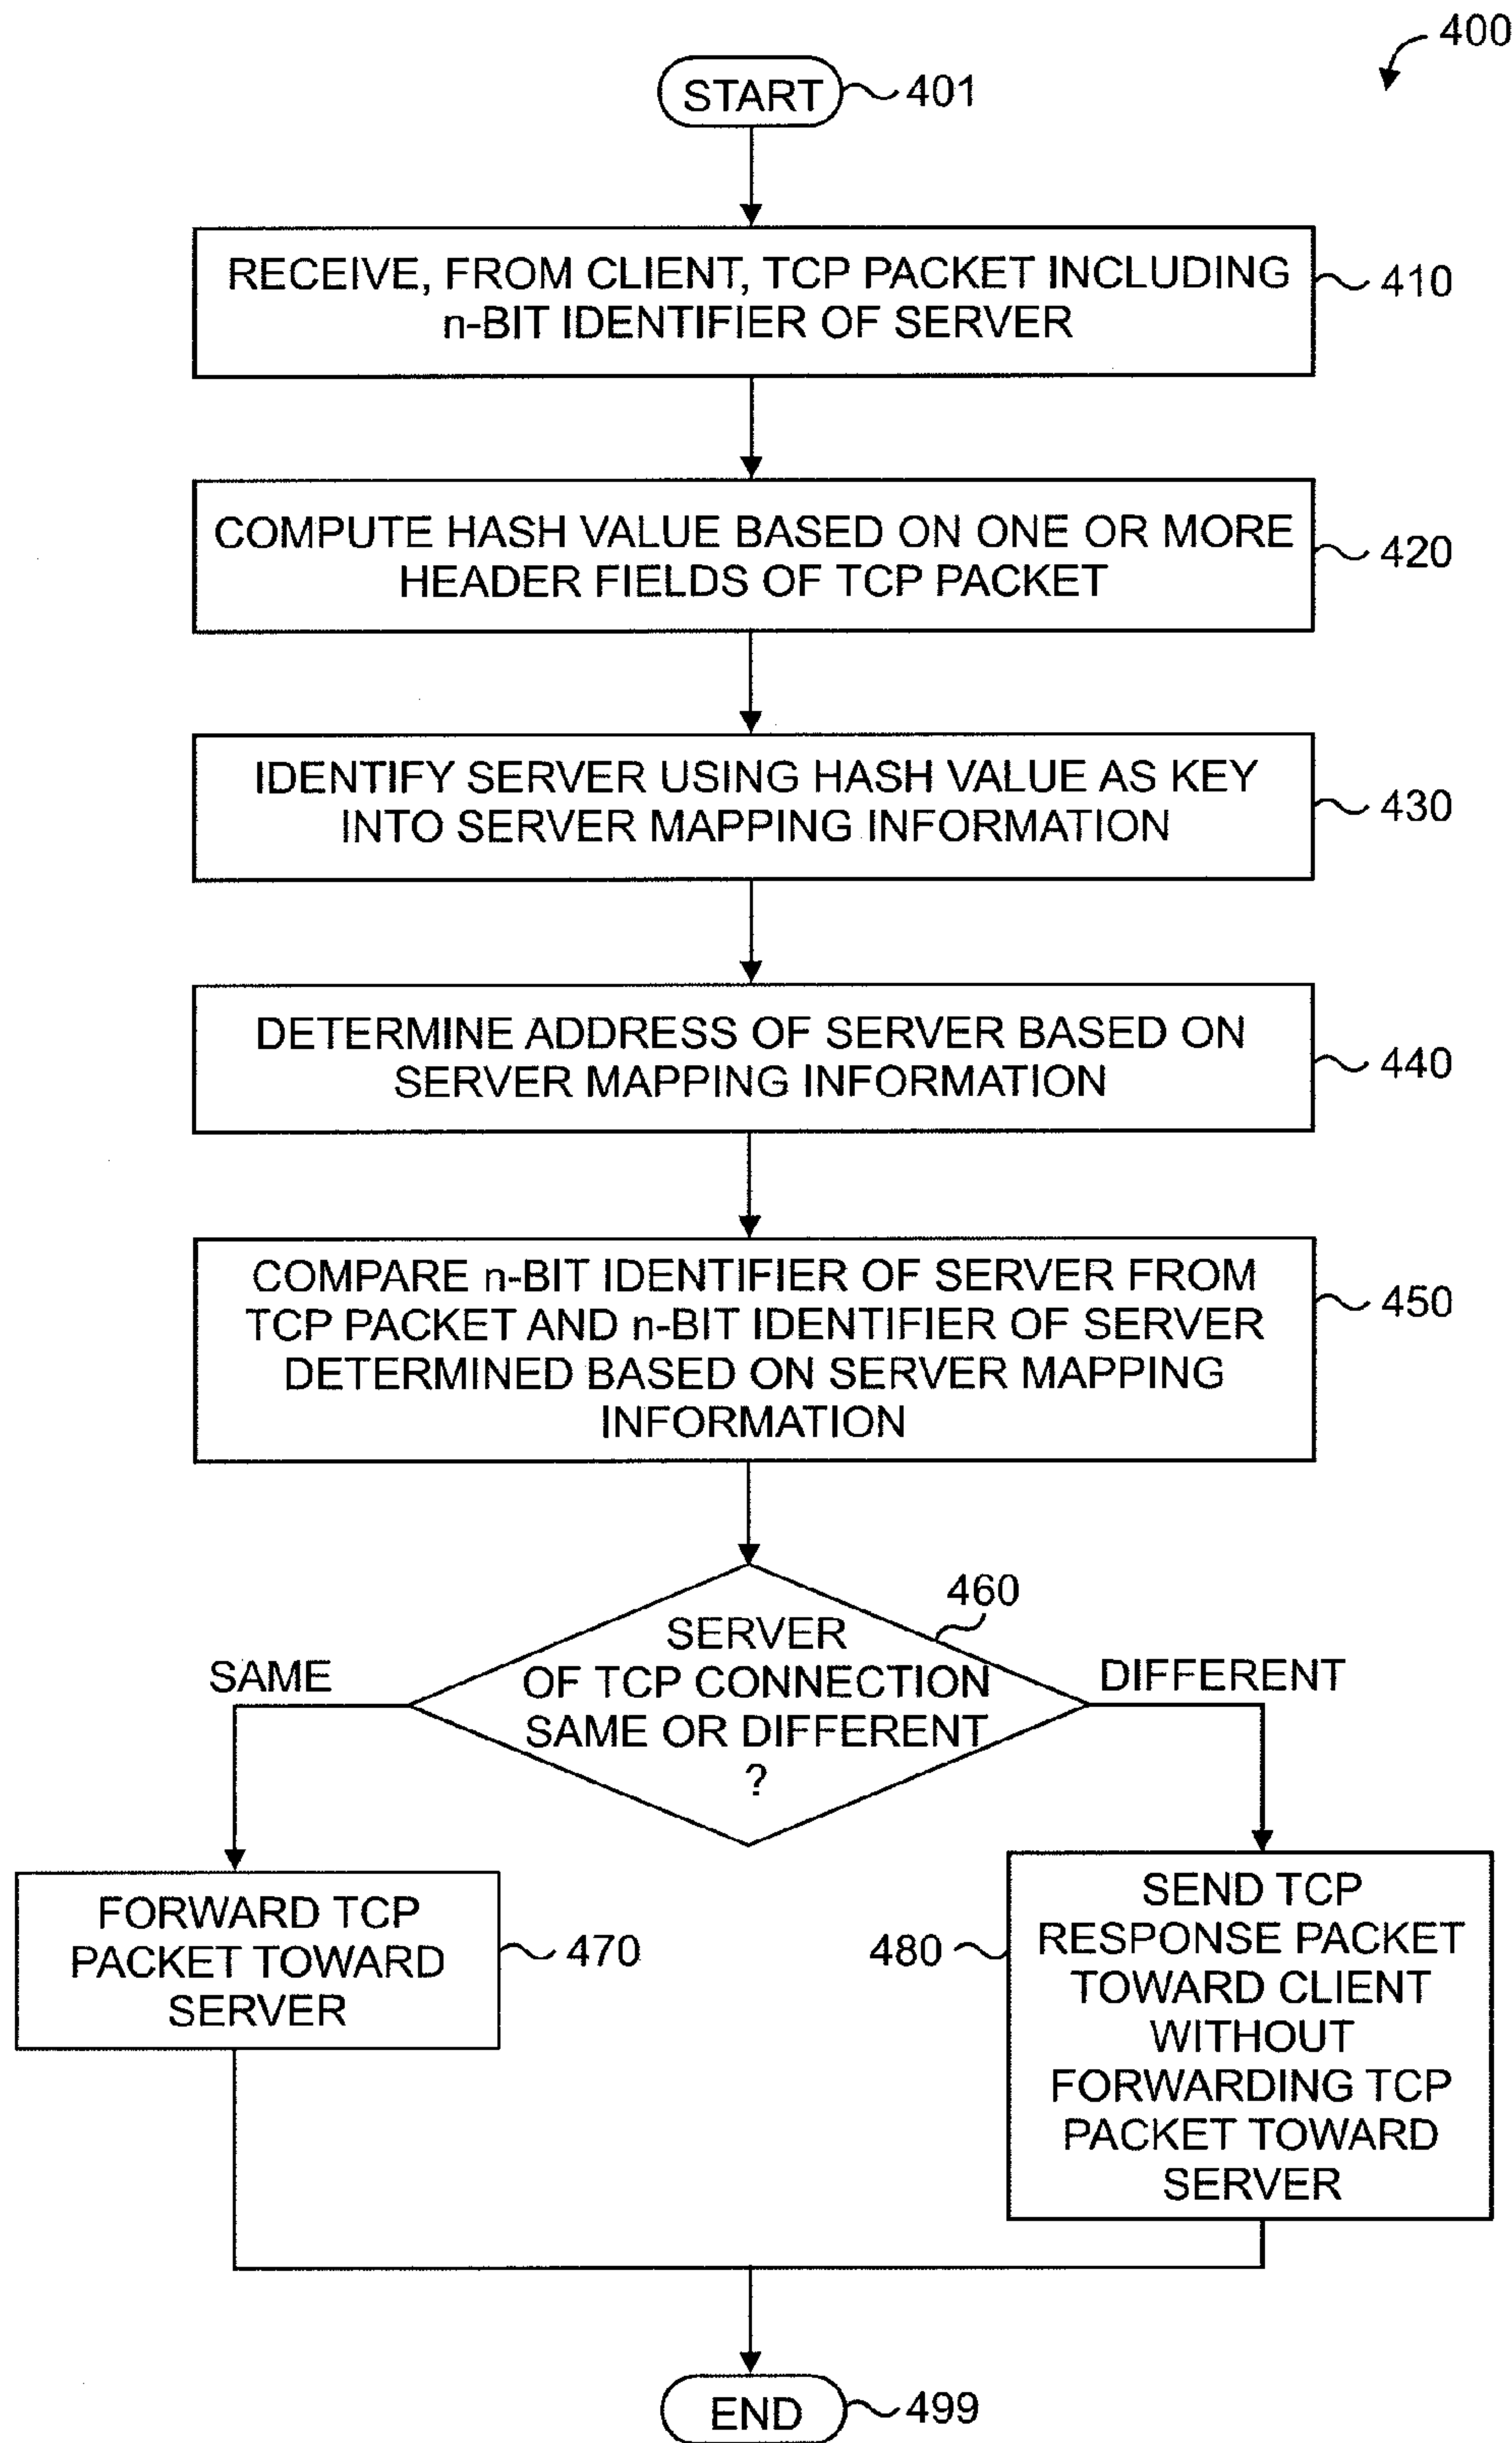 400
START
401
RECEIVE, FROM CLIENT, TCP PACKET INCLUDING
n-BIT IDENTIFIER OF SERVER
410
COMPUTE HASH VALUE BASED ON ONE OR MORE
HEADER FIELDS OF TCP PACKET
420
IDENTIFY SERVER USING HASH VALUE AS KEY
INTO SERVER MAPPING INFORMATION
430
DETERMINE ADDRESS OF SERVER BASED ON
SERVER MAPPING INFORMATION
440
COMPARE n-BIT IDENTIFIER OF SERVER FROM
TCP PACKET AND n-BIT IDENTIFIER OF SERVER
DETERMINED BASED ON SERVER MAPPING
INFORMATION
450
460
SERVER
OF TCP CONNECTION
SAME OR DIFFERENT
?
SAME
DIFFERENT
FORWARD TCP
PACKET TOWARD
SERVER
470
480
SEND TCP
RESPONSE PACKET
TOWARD CLIENT
WITHOUT
FORWARDING TCP
PACKET TOWARD
SERVER
END
499